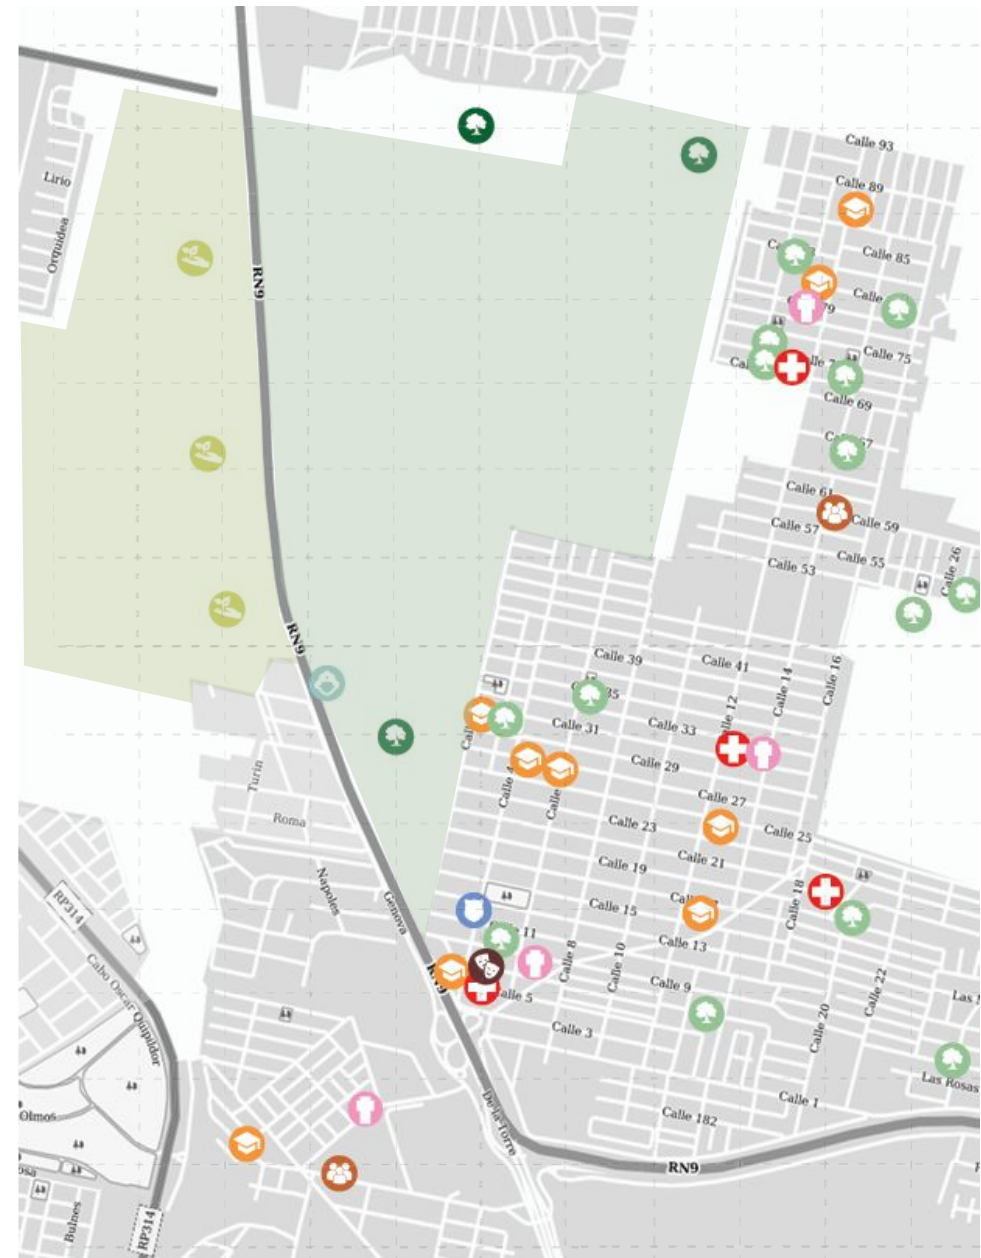 Calle 93
Lirio
Calle 89
Orquidea
Calle 85
RN9
Calle
Calle 75
Calle 69
Calle 61
Calle 59
Calle 57
Calle 55
Calle 53
Calle 26
RN9
Calle 39
Calle 41
Calle 14
Calle 16
Calle 31
Calle 33
Calle 29
Turin
Calle 4
Calle
Calle 27
Roma
Calle 23
Calle 25
Calle 21
Calle 19
Napoles
Calle 18
RP314
Genova
Calle 15
Calle 13
Calle 8
Calle 10
Calle 9
Calle 22
Cabo Oscar Quipildor
Calle 3
Calle 20
Las Rosas
Olmos
De la Torre
Calle 1
Calle 182
RN9
Bulnes
RP314